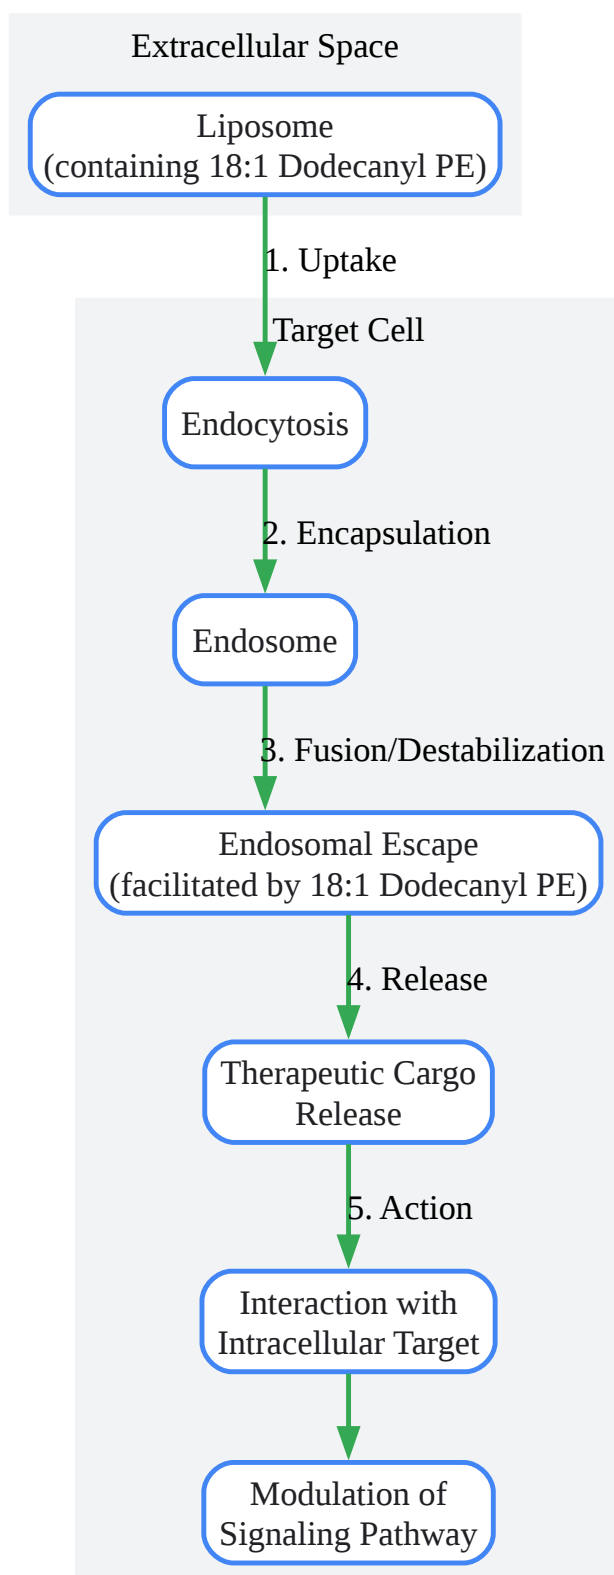 Extracellular Space
Liposome
(containing 18:1 Dodecanyl PE)
1. Uptake
Target Cell
Endocytosis
2. Encapsulation
Endosome
3. Fusion/Destabilization
Endosomal Escape
(facilitated by 18:1 Dodecanyl PE)
4. Release
Therapeutic Cargo
Release
5. Action
Interaction with
Intracellular Target
Modulation of
Signaling Pathway